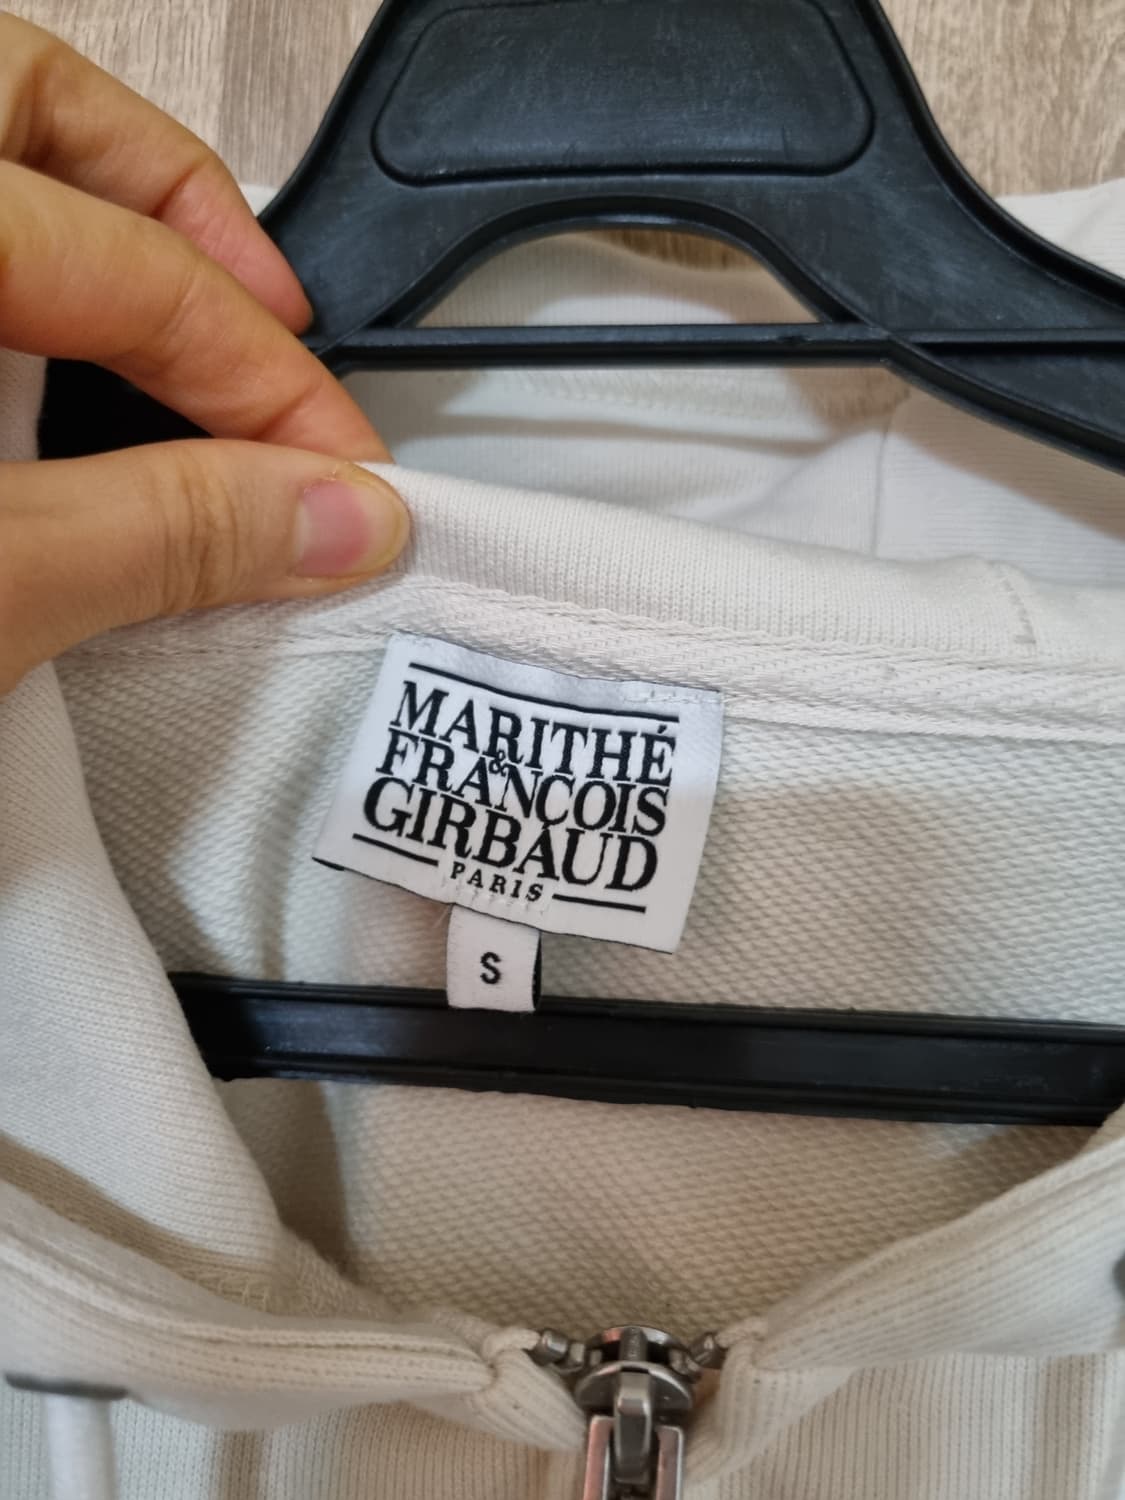 MARITHÉ
&
FRANÇOIS
GIRBAUD
PARIS
S